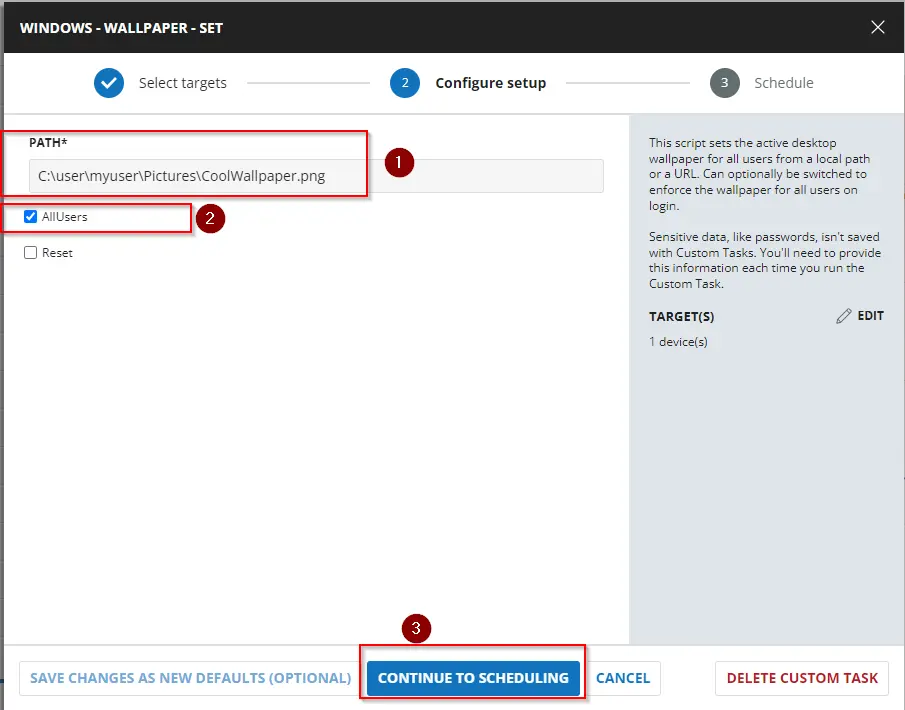 WINDOWS - WALLPAPER - SET
Select targets
2
Configure setup
3
Schedule
PATH*
C:\user\myuser\Pictures\CoolWallpaper.png
1
AllUsers
2
Reset
This script sets the active desktop
wallpaper for all users from a local path
or a URL. Can optionally be switched to
enforce the wallpaper for all users on
login.
Sensitive data, like passwords, isn't saved
with Custom Tasks. You'll need to provide
this information each time you run the
Custom Task.
TARGET(S)
EDIT
1 device(s)
3
SAVE CHANGES AS NEW DEFAULTS (OPTIONAL)
CONTINUE TO SCHEDULING
CANCEL
DELETE CUSTOM TASK